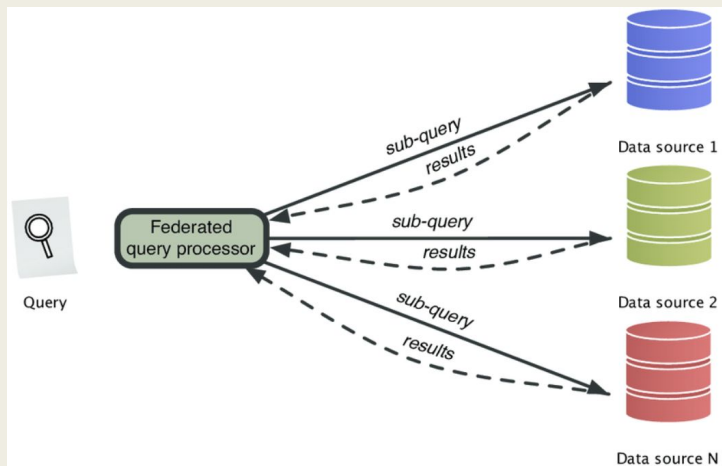 sub-query
results
Data source 1
Federated
query processor
sub-query
results
Query
Data source 2
sub-query
results
Data source N